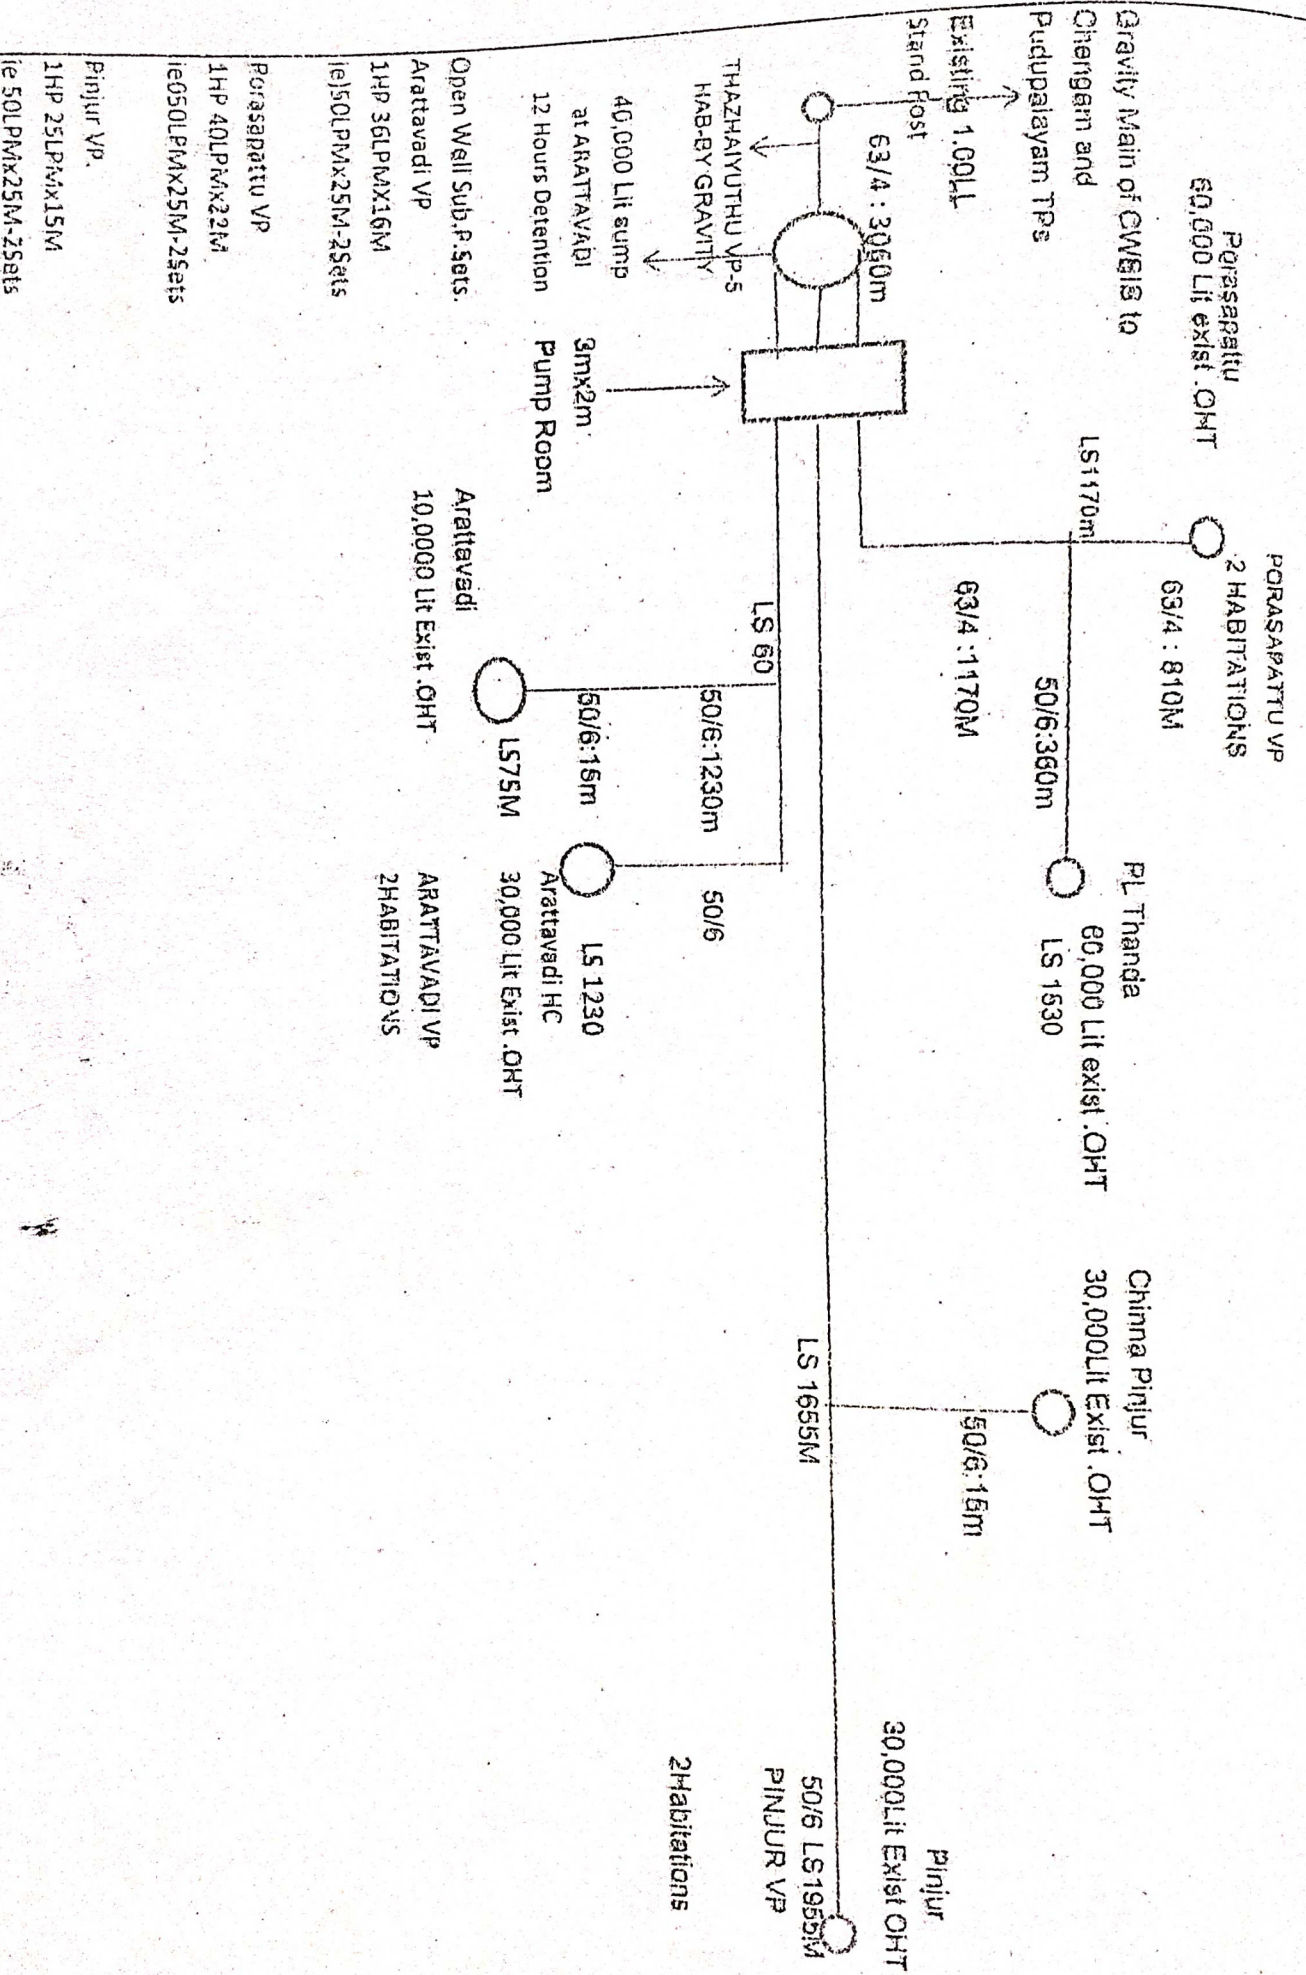 PORASAPATTU VP
2 HABITATIONS
Porasapattu
60,000 Lit exist .OHT
63/4 : 810M
LS1170m
Gravity Main of CWSIS to
Chengam and
Pudupalayam TPs
Existing 1.00LL
Stand Post
63/4 : 3060m
63/4 :1170M
50/6:360m
PL Thanda
60,000 Lit exist .OHT
LS 1530
Chinna Pinjur
30,000Lit Exist .OHT
50/6:15m
LS 1655M
Pinjur
30,000Lit Exist OHT
50/6 LS1955M
PINJUR VP
2Habitations
THAZHAIYUTHU VP-5
HAB-BY GRAVITY
40,000 Lit sump
at ARATTAVADI
12 Hours Detention
3mx2m
Pump Room
LS 60
50/6:1230m
50/6
50/6:15m
Arattavadi
10,0000 Lit Exist .OHT
LS75M
LS 1230
Arattavadi HC
30,000 Lit Exist .OHT
ARATTAVADI VP
2HABITATIONS
Open Well Sub.P.Sets.
Arattavadi VP
1HP 36LPMX16M
ie)50LPMx25M-2Sets
Porasapattu VP
1HP 40LPMx22M
ie050LPMx25M-2Sets
Pinjur VP.
1HP 25LPMx15M
ie 50LPMx25M-2Sets